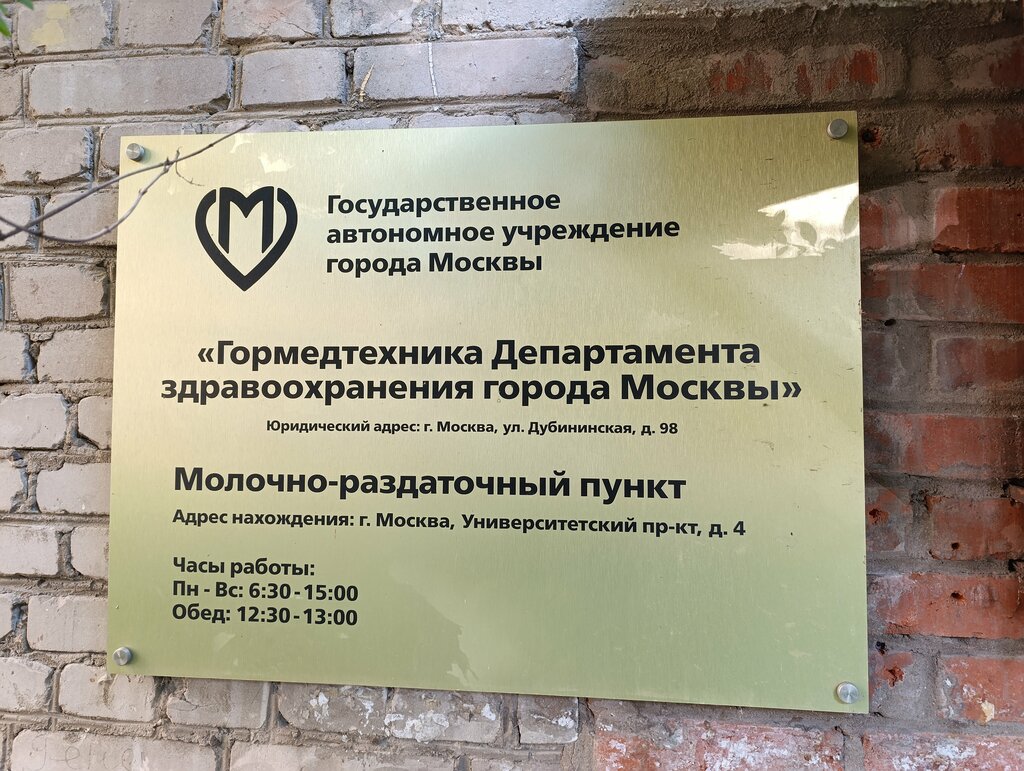 М
Государственное
автономное учреждение
города Москвы
«Гормедтехника Департамента
здравоохранения города Москвы»
Юридический адрес: г. Москва, ул. Дубининская, д. 98
Молочно-раздаточный пункт
Адрес нахождения: г. Москва, Университетский пр-кт, д. 4
Часы работы:
Пн - Вс: 6:30 - 15:00
Обед: 12:30 - 13:00